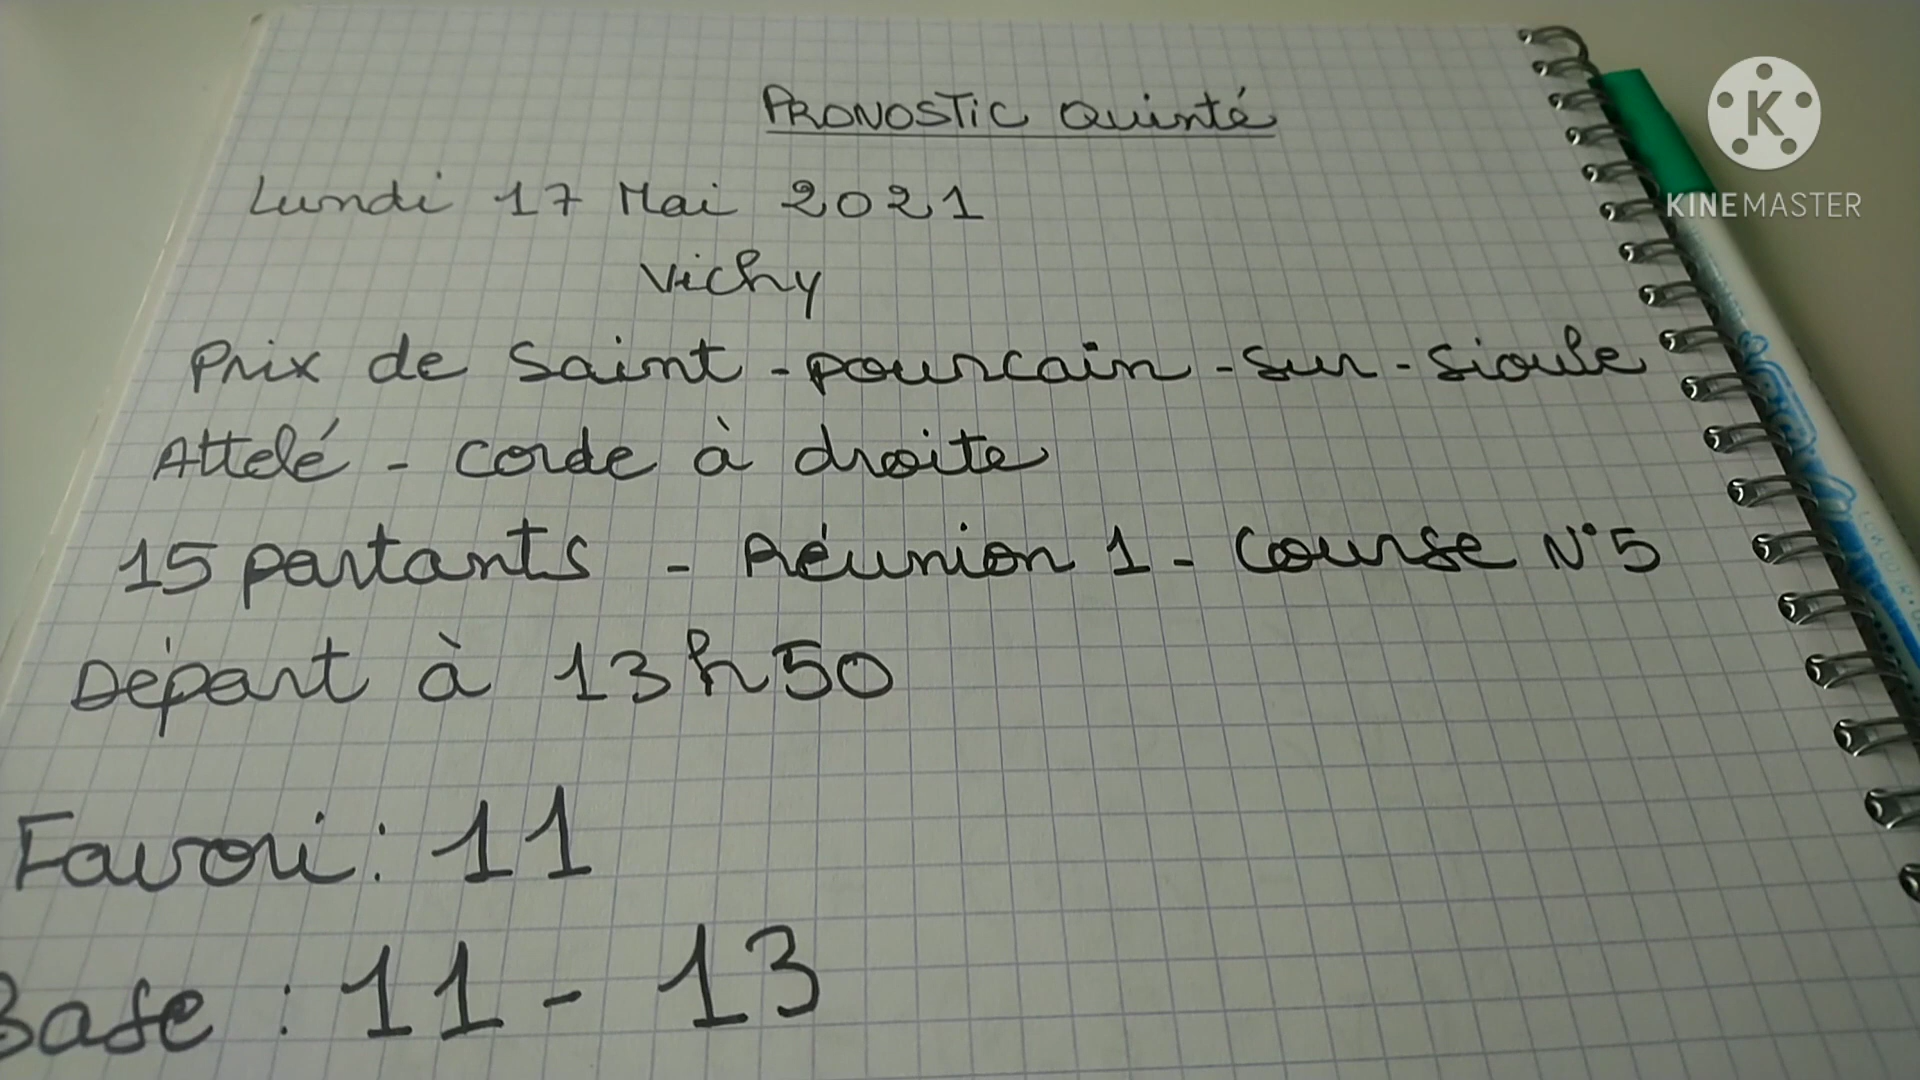 PRONOSTIC Quinté
Lundi 17 Mai 2021
Vichy
Prix de Saint-pourcain-sur-Sioule
Attelé - corde à droite
15 partants - Réunion 1 - Course N°5
Départ à 13h50
Favori : 11
Base : 11 - 13
K
KINEMASTER